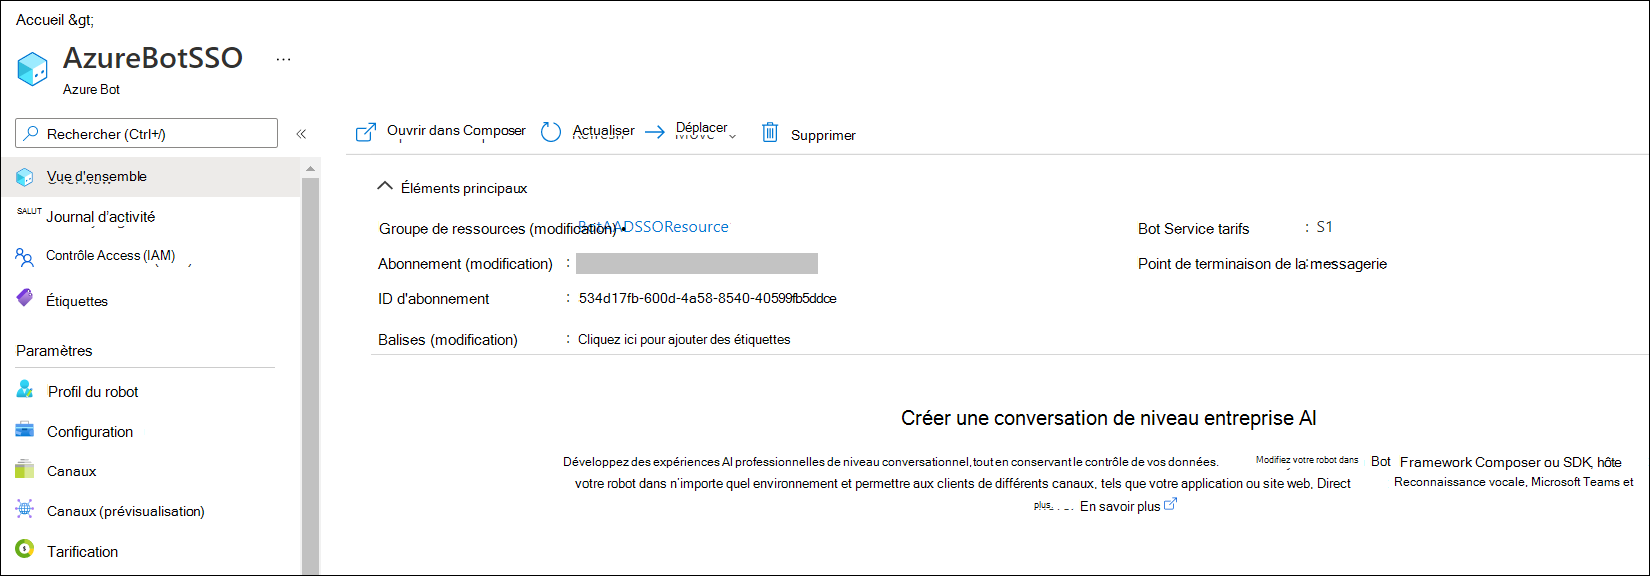 Accueil &gt;
AzureBotSSO ...
Azure Bot
Rechercher (Ctrl+/)
«
Ouvrir dans Composer
Actualiser
Déplacer
Supprimer
Vue d'ensemble
SALUT Journal d'activité
Contrôle Access (IAM)
Étiquettes
Paramètres
Profil du robot
Configuration
Canaux
Canaux (prévisualisation)
Tarification
Éléments principaux
Groupe de ressources (modification) BotAADSSOResource
Abonnement (modification) :
ID d'abonnement : 534d17fb-600d-4a58-8540-40599fb5ddce
Balises (modification) : Cliquez ici pour ajouter des étiquettes
Bot Service tarifs : S1
Point de terminaison de la messagerie
Créer une conversation de niveau entreprise AI
Développez des expériences AI professionnelles de niveau conversationnel, tout en conservant le contrôle de vos données. Modifiez votre robot dans Bot Framework Composer ou SDK, hôte
votre robot dans n'importe quel environnement et permettre aux clients de différents canaux, tels que votre application ou site web, Direct Reconnaissance vocale, Microsoft Teams et
plus. En savoir plus